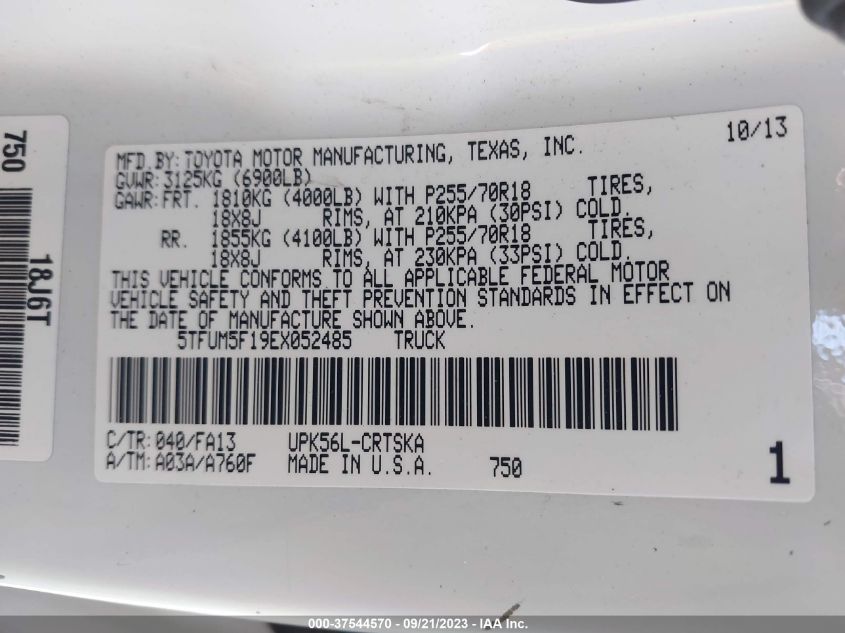 750
18J6T
10/13
MFD.BY:TOYOTA MOTOR MANUFACTURING, TEXAS, INC.
GVWR:3125KG (6900LB)
GAWR:FRT. 1810KG (4000LB) WITH P255/70R18 TIRES,
18X8J RIMS, AT 210KPA (30PSI) COLD.
RR. 1855KG (4100LB) WITH P255/70R18 TIRES,
18X8J RIMS, AT 230KPA (33PSI) COLD.
THIS VEHICLE CONFORMS TO ALL APPLICABLE FEDERAL MOTOR
VEHICLE SAFETY AND THEFT PREVENTION STANDARDS IN EFFECT ON
THE DATE OF MANUFACTURE SHOWN ABOVE.
5TFUM5F19EX052485 TRUCK
C/TR:040/FA13 UPK56L-CRTSKA
A/TM:A03A/A760F MADE IN U.S.A. 750 1
000-37544570 - 09/21/2023 - IAA Inc.